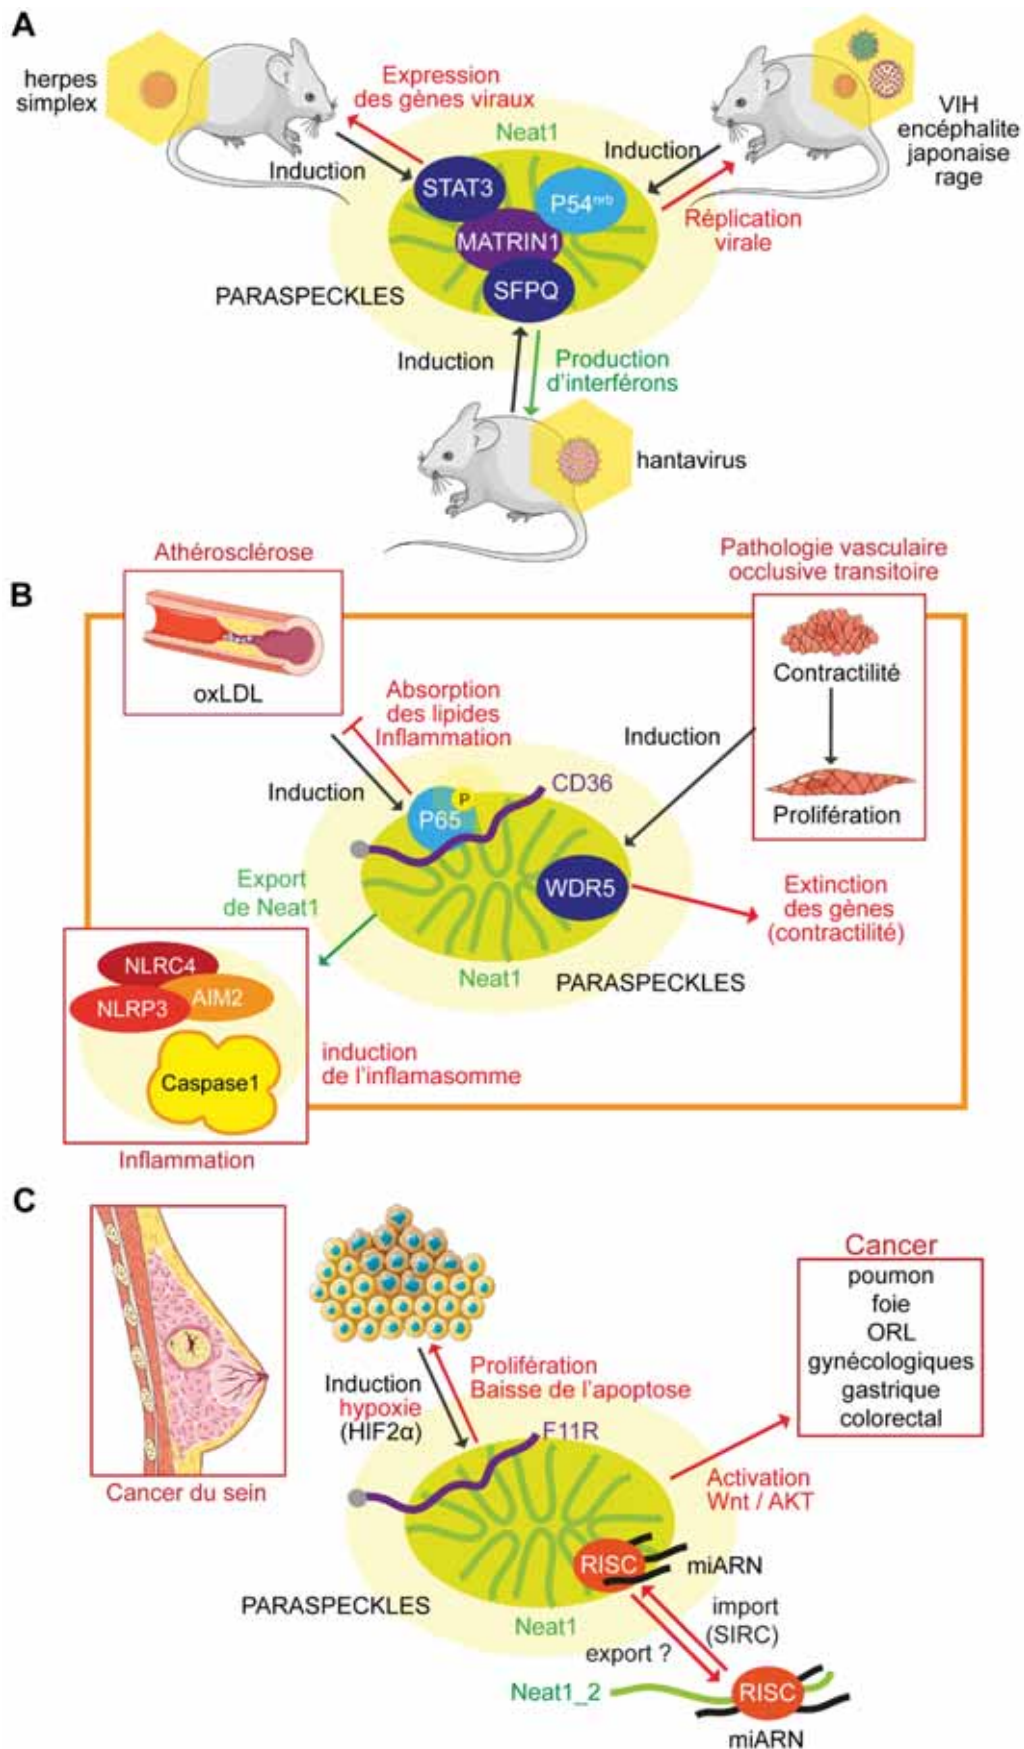 A
herpes
simplex
Expression
des gènes viraux
Neat1
Induction
Induction
VIH
encéphalite
japonaise
rage
STAT3
P54nrb
MATRIN1
SFPQ
Réplication
virale
PARASPECKLES
Induction
Production
d'interférons
hantavirus
B
Athérosclérose
oxLDL
Pathologie vasculaire
occlusive transitoire
Contractilité
Prolifération
Absorption
des lipides
Inflammation
Induction
Induction
P65
P
CD36
WDR5
Export
de Neat1
Extinction
des gènes
(contractilité)
Neat1
PARASPECKLES
NLRC4
NLRP3
AIM2
Caspase1
induction
de l'inflamasomme
Inflammation
C
Cancer du sein
Induction
hypoxie
(HIF2α)
Prolifération
Baisse de l'apoptose
F11R
Cancer
poumon
foie
ORL
gynécologiques
gastrique
colorectal
Activation
Wnt / AKT
RISC
miARN
PARASPECKLES
Neat1
import
(SIRC)
export ?
Neat1_2
RISC
miARN